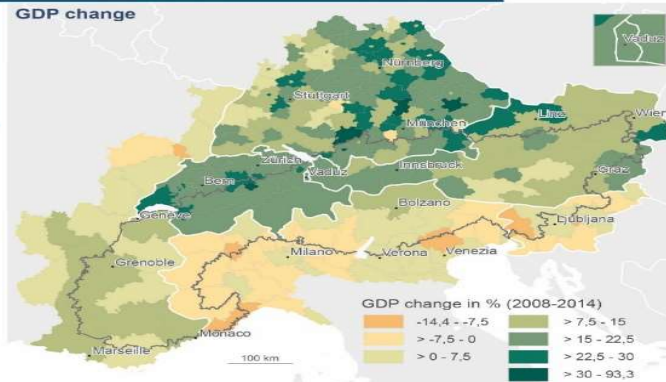 GDP change
Vaduz
Nürnberg
Stuttgart
München
Linz
Wien
Zürich
Vaduz
Innsbruck
Bern
Graz
Bolzano
Genève
Ljubljana
Milano
Verona
Venezia
Grenoble
Monaco
Marseille
100 km
GDP change in % (2008-2014)
-14,4 - -7,5
> -7,5 - 0
> 0 - 7,5
> 7,5 - 15
> 15 - 22,5
> 22,5 - 30
> 30 - 93,3